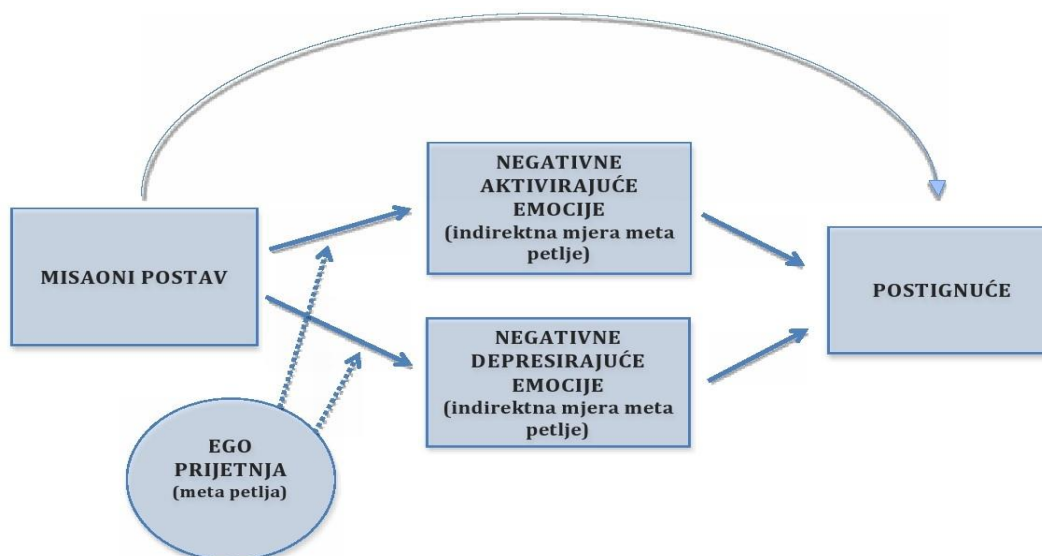 NEGATIVNE
AKTIVIRAJUĆE
EMOCIJE
(indirektna mjera meta
petlje)
MISAONI POSTAV
POSTIGNUĆE
NEGATIVNE
DEPRESIRAJUĆE
EMOCIJE
(indirektna mjera meta
petlje)
EGO
PRIJETNJA
(meta petlja)